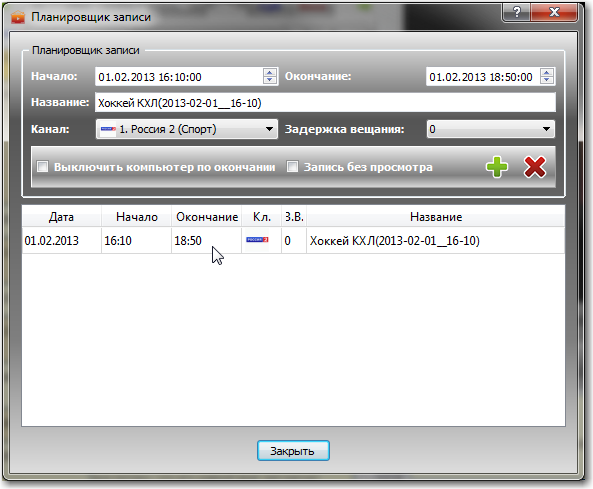 Планировщик записи
?
Планировщик записи
Начало: 01.02.2013 16:10:00 Окончание: 01.02.2013 18:50:00
Название: Хоккей КХЛ(2013-02-01__16-10)
Канал: 1. Россия 2 (Спорт) Задержка вещания: 0
Выключить компьютер по окончании Запись без просмотра
Дата Начало Окончание Кл. З.В. Название
01.02.2013 16:10 18:50 РОССИЯ 2 0 Хоккей КХЛ(2013-02-01__16-10)
Закрыть